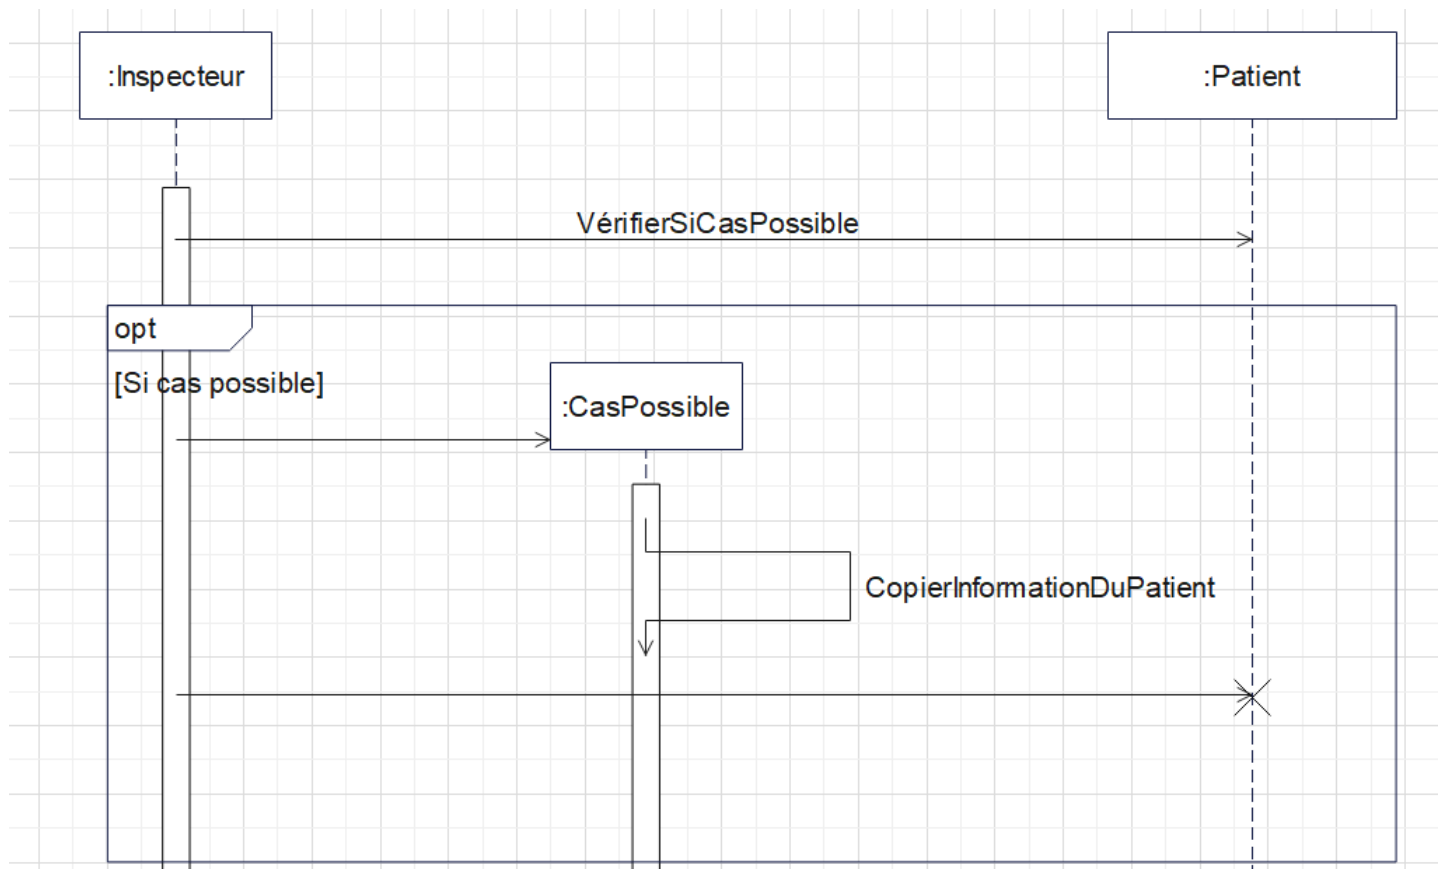 :Inspecteur
:Patient
VérifierSiCasPossible
opt
[Si cas possible]
:CasPossible
CopierInformationDuPatient